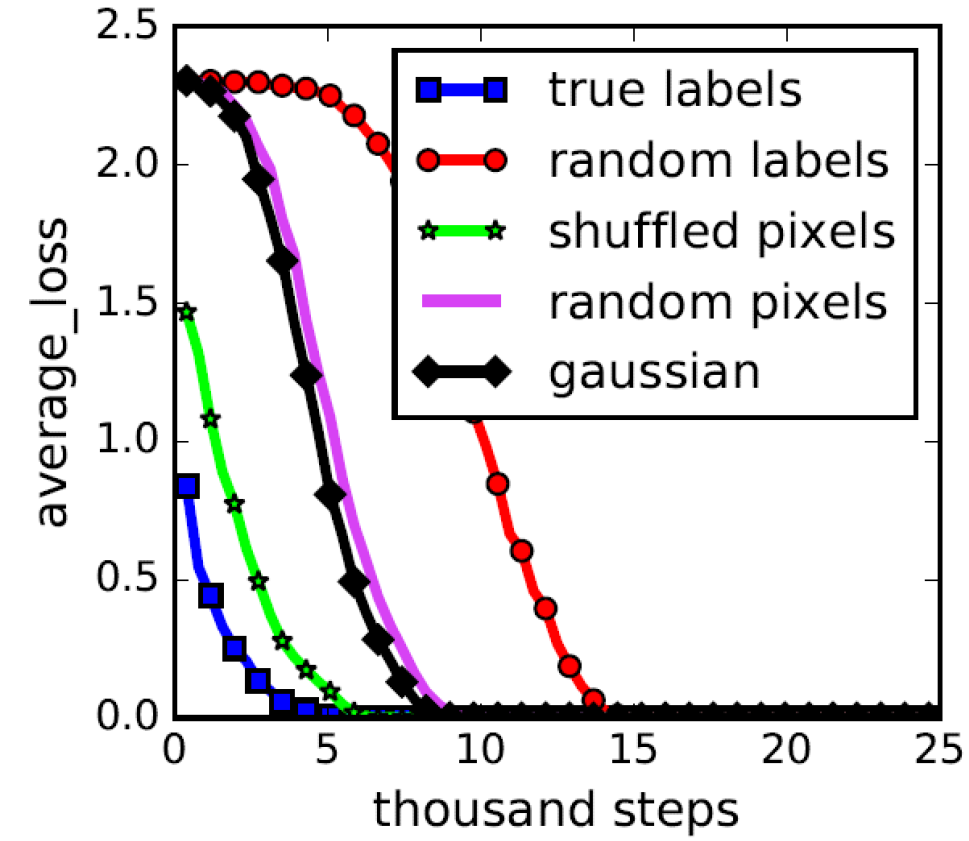 2.5
2.0
1.5
1.0
0.5
0.0
average_loss
true labels
random labels
shuffled pixels
random pixels
gaussian
0 5 10 15 20 25
thousand steps